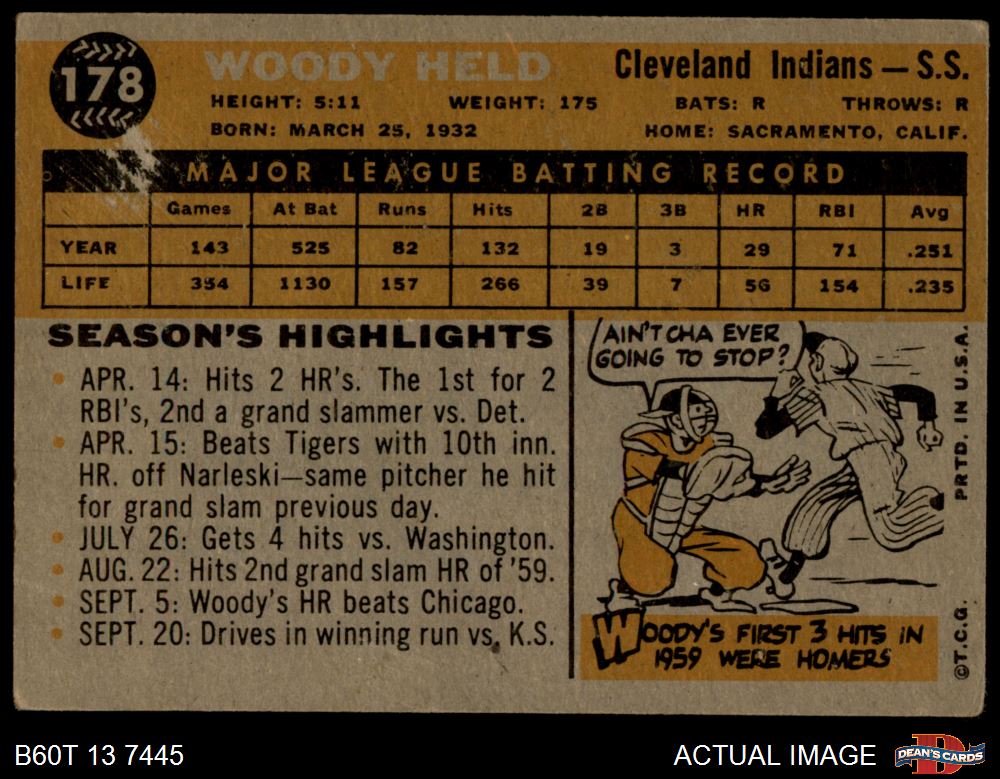 178
WOODY HELD
Cleveland Indians — S.S.
HEIGHT: 5:11 WEIGHT: 175 BATS: R THROWS: R
BORN: MARCH 25, 1932 HOME: SACRAMENTO, CALIF.
MAJOR LEAGUE BATTING RECORD
Games At Bat Runs Hits 2B 3B HR RBI Avg
YEAR 143 525 82 132 19 3 29 71 .251
LIFE 354 1130 157 266 39 7 56 154 .235
SEASON'S HIGHLIGHTS
• APR. 14: Hits 2 HR's. The 1st for 2
RBI's, 2nd a grand slammer vs. Det.
• APR. 15: Beats Tigers with 10th inn.
HR. off Narleski—same pitcher he hit
for grand slam previous day.
• JULY 26: Gets 4 hits vs. Washington.
• AUG. 22: Hits 2nd grand slam HR of '59.
• SEPT. 5: Woody's HR beats Chicago.
• SEPT. 20: Drives in winning run vs. K.S.
AIN'T CHA EVER
GOING TO STOP?
WOODY'S FIRST 3 HITS IN
1959 WERE HOMERS
PRTD. IN U.S.A.
©T.C.G.
B60T 13 7445
ACTUAL IMAGE
DEAN'S CARDS